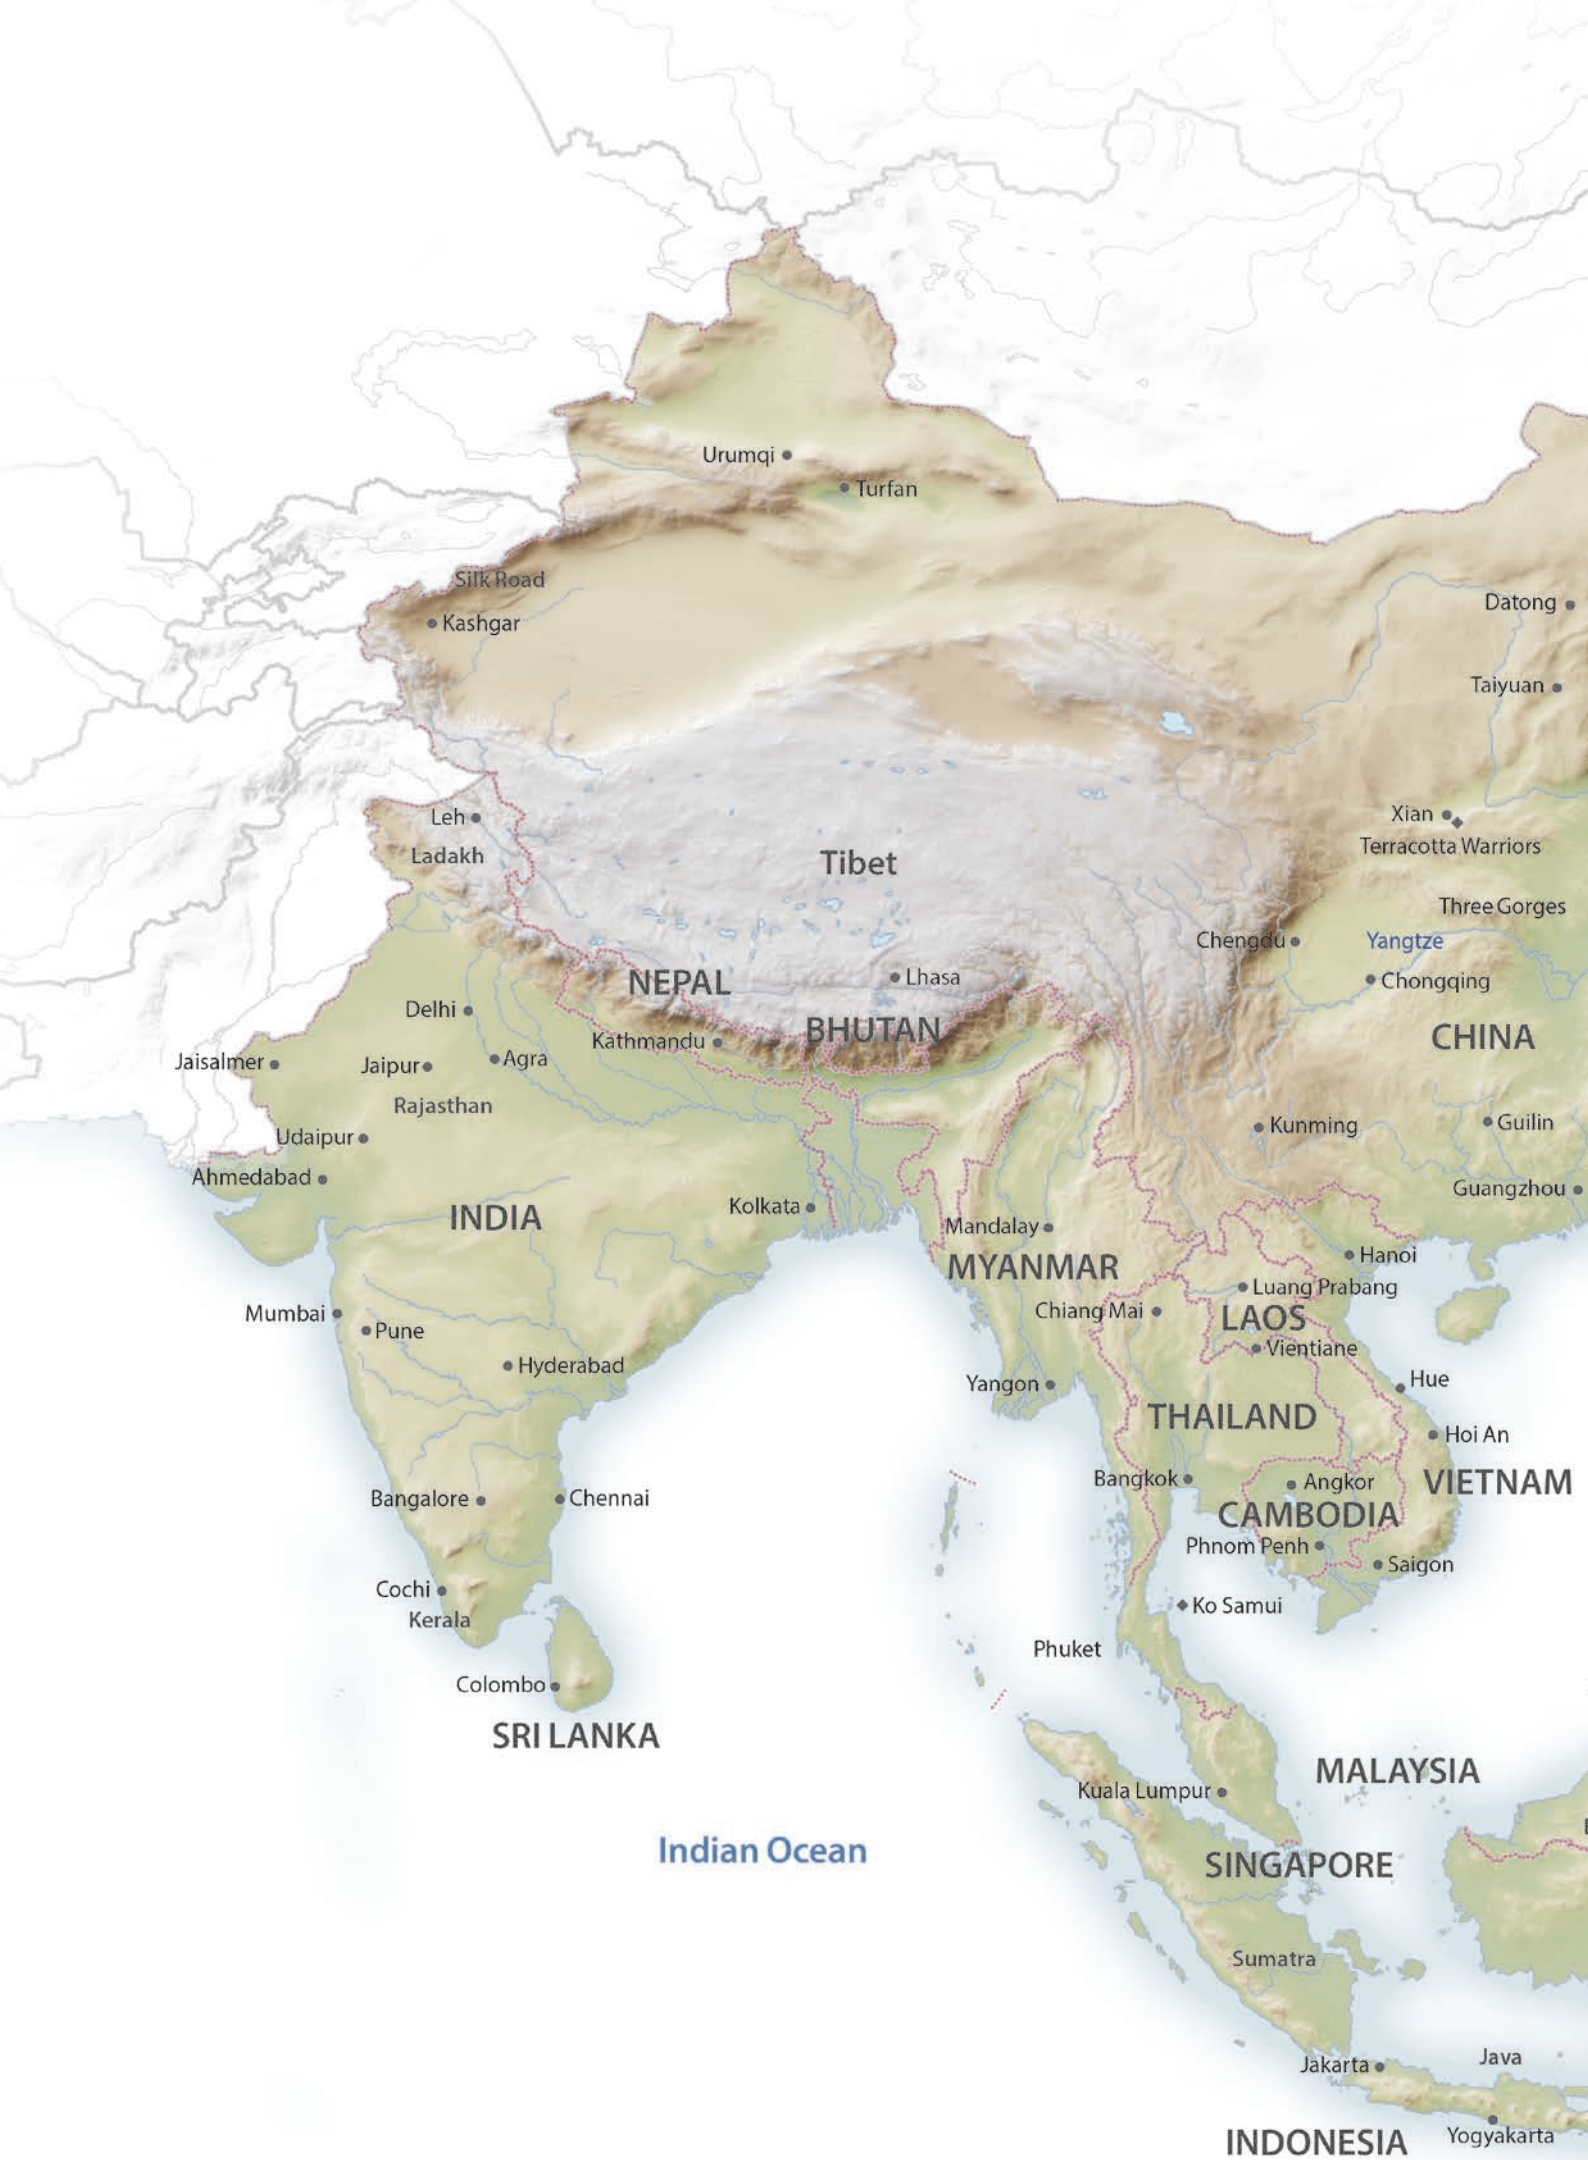 Urumqi
Turfan
Silk Road
Kashgar
Datong
Taiyuan
Leh
Ladakh
Xian
Terracotta Warriors
Tibet
Three Gorges
Chengdu
Yangtze
NEPAL
Lhasa
Chongqing
Delhi
BHUTAN
CHINA
Kathmandu
Jaisalmer
Jaipur
Agra
Rajasthan
Kunming
Guilin
Udaipur
Ahmedabad
Guangzhou
Kolkata
INDIA
Mandalay
Hanoi
MYANMAR
Luang Prabang
Mumbai
Chiang Mai
LAOS
Pune
Vientiane
Hyderabad
Yangon
Hue
THAILAND
Hoi An
Bangkok
Angkor
VIETNAM
Bangalore
Chennai
CAMBODIA
Phnom Penh
Saigon
Cochi
Ko Samui
Kerala
Phuket
Colombo
SRI LANKA
MALAYSIA
Kuala Lumpur
Indian Ocean
SINGAPORE
Sumatra
Jakarta
Java
Yogyakarta
INDONESIA